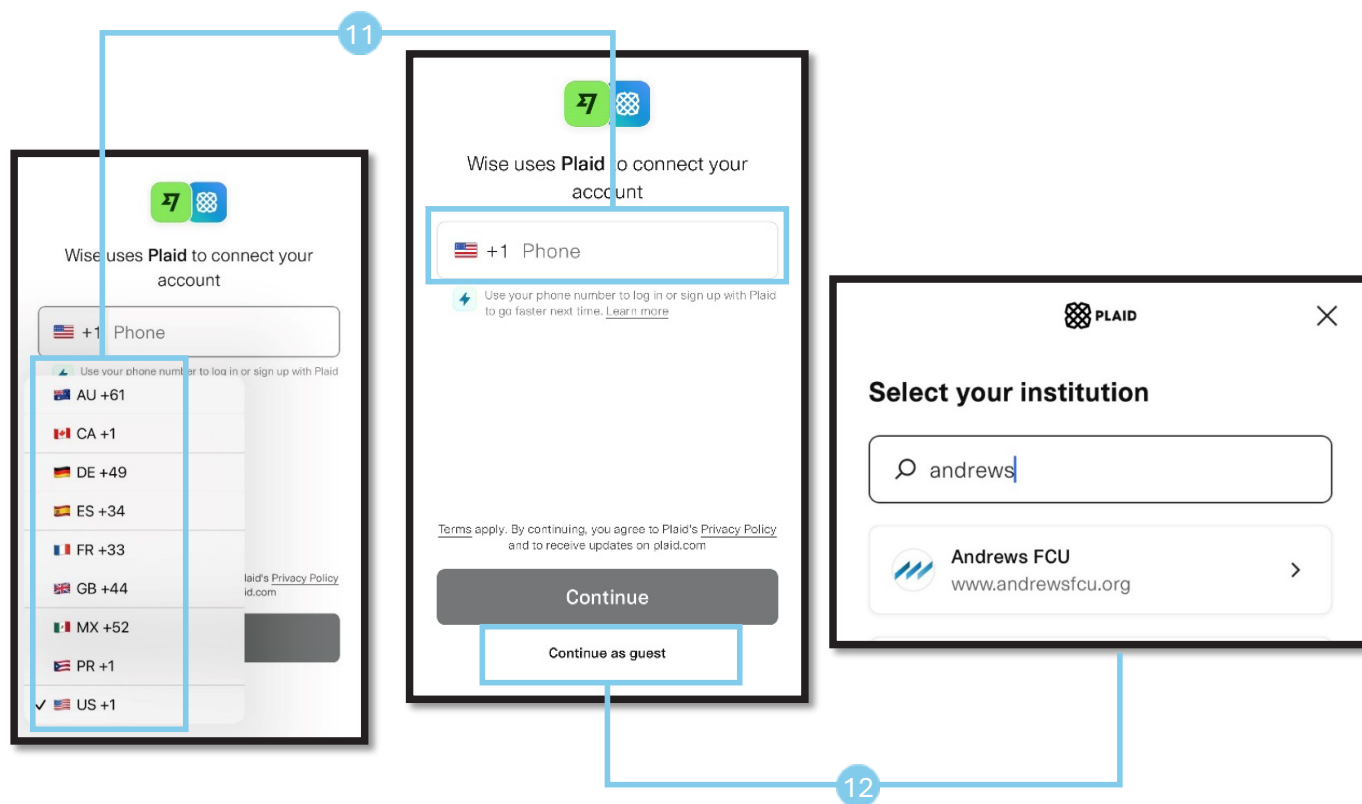 11
Wise uses Plaid to connect your
account
+1 Phone
Use your phone number to log in or sign up with Plaid
AU +61
CA +1
DE +49
ES +34
FR +33
GB +44
MX +52
PR +1
✓ US +1
laid's Privacy Policy
id.com
Wise uses Plaid to connect your
account
+1 Phone
Use your phone number to log in or sign up with Plaid
to go faster next time. Learn more
Terms apply. By continuing, you agree to Plaid's Privacy Policy
and to receive updates on plaid.com
Continue
Continue as guest
PLAID
Select your institution
andrews
Andrews FCU
www.andrewsfcu.org
12